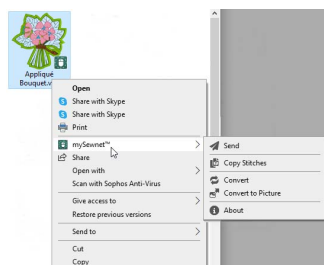 Appliqué
Bouquet.v
Open
Share with Skype
Share with Skype
Print
mySewnet™
Share
Open with
Scan with Sophos Anti-Virus
Give access to
Restore previous versions
Send to
Cut
Copy
Send
Copy Stitches
Convert
Convert to Picture
About